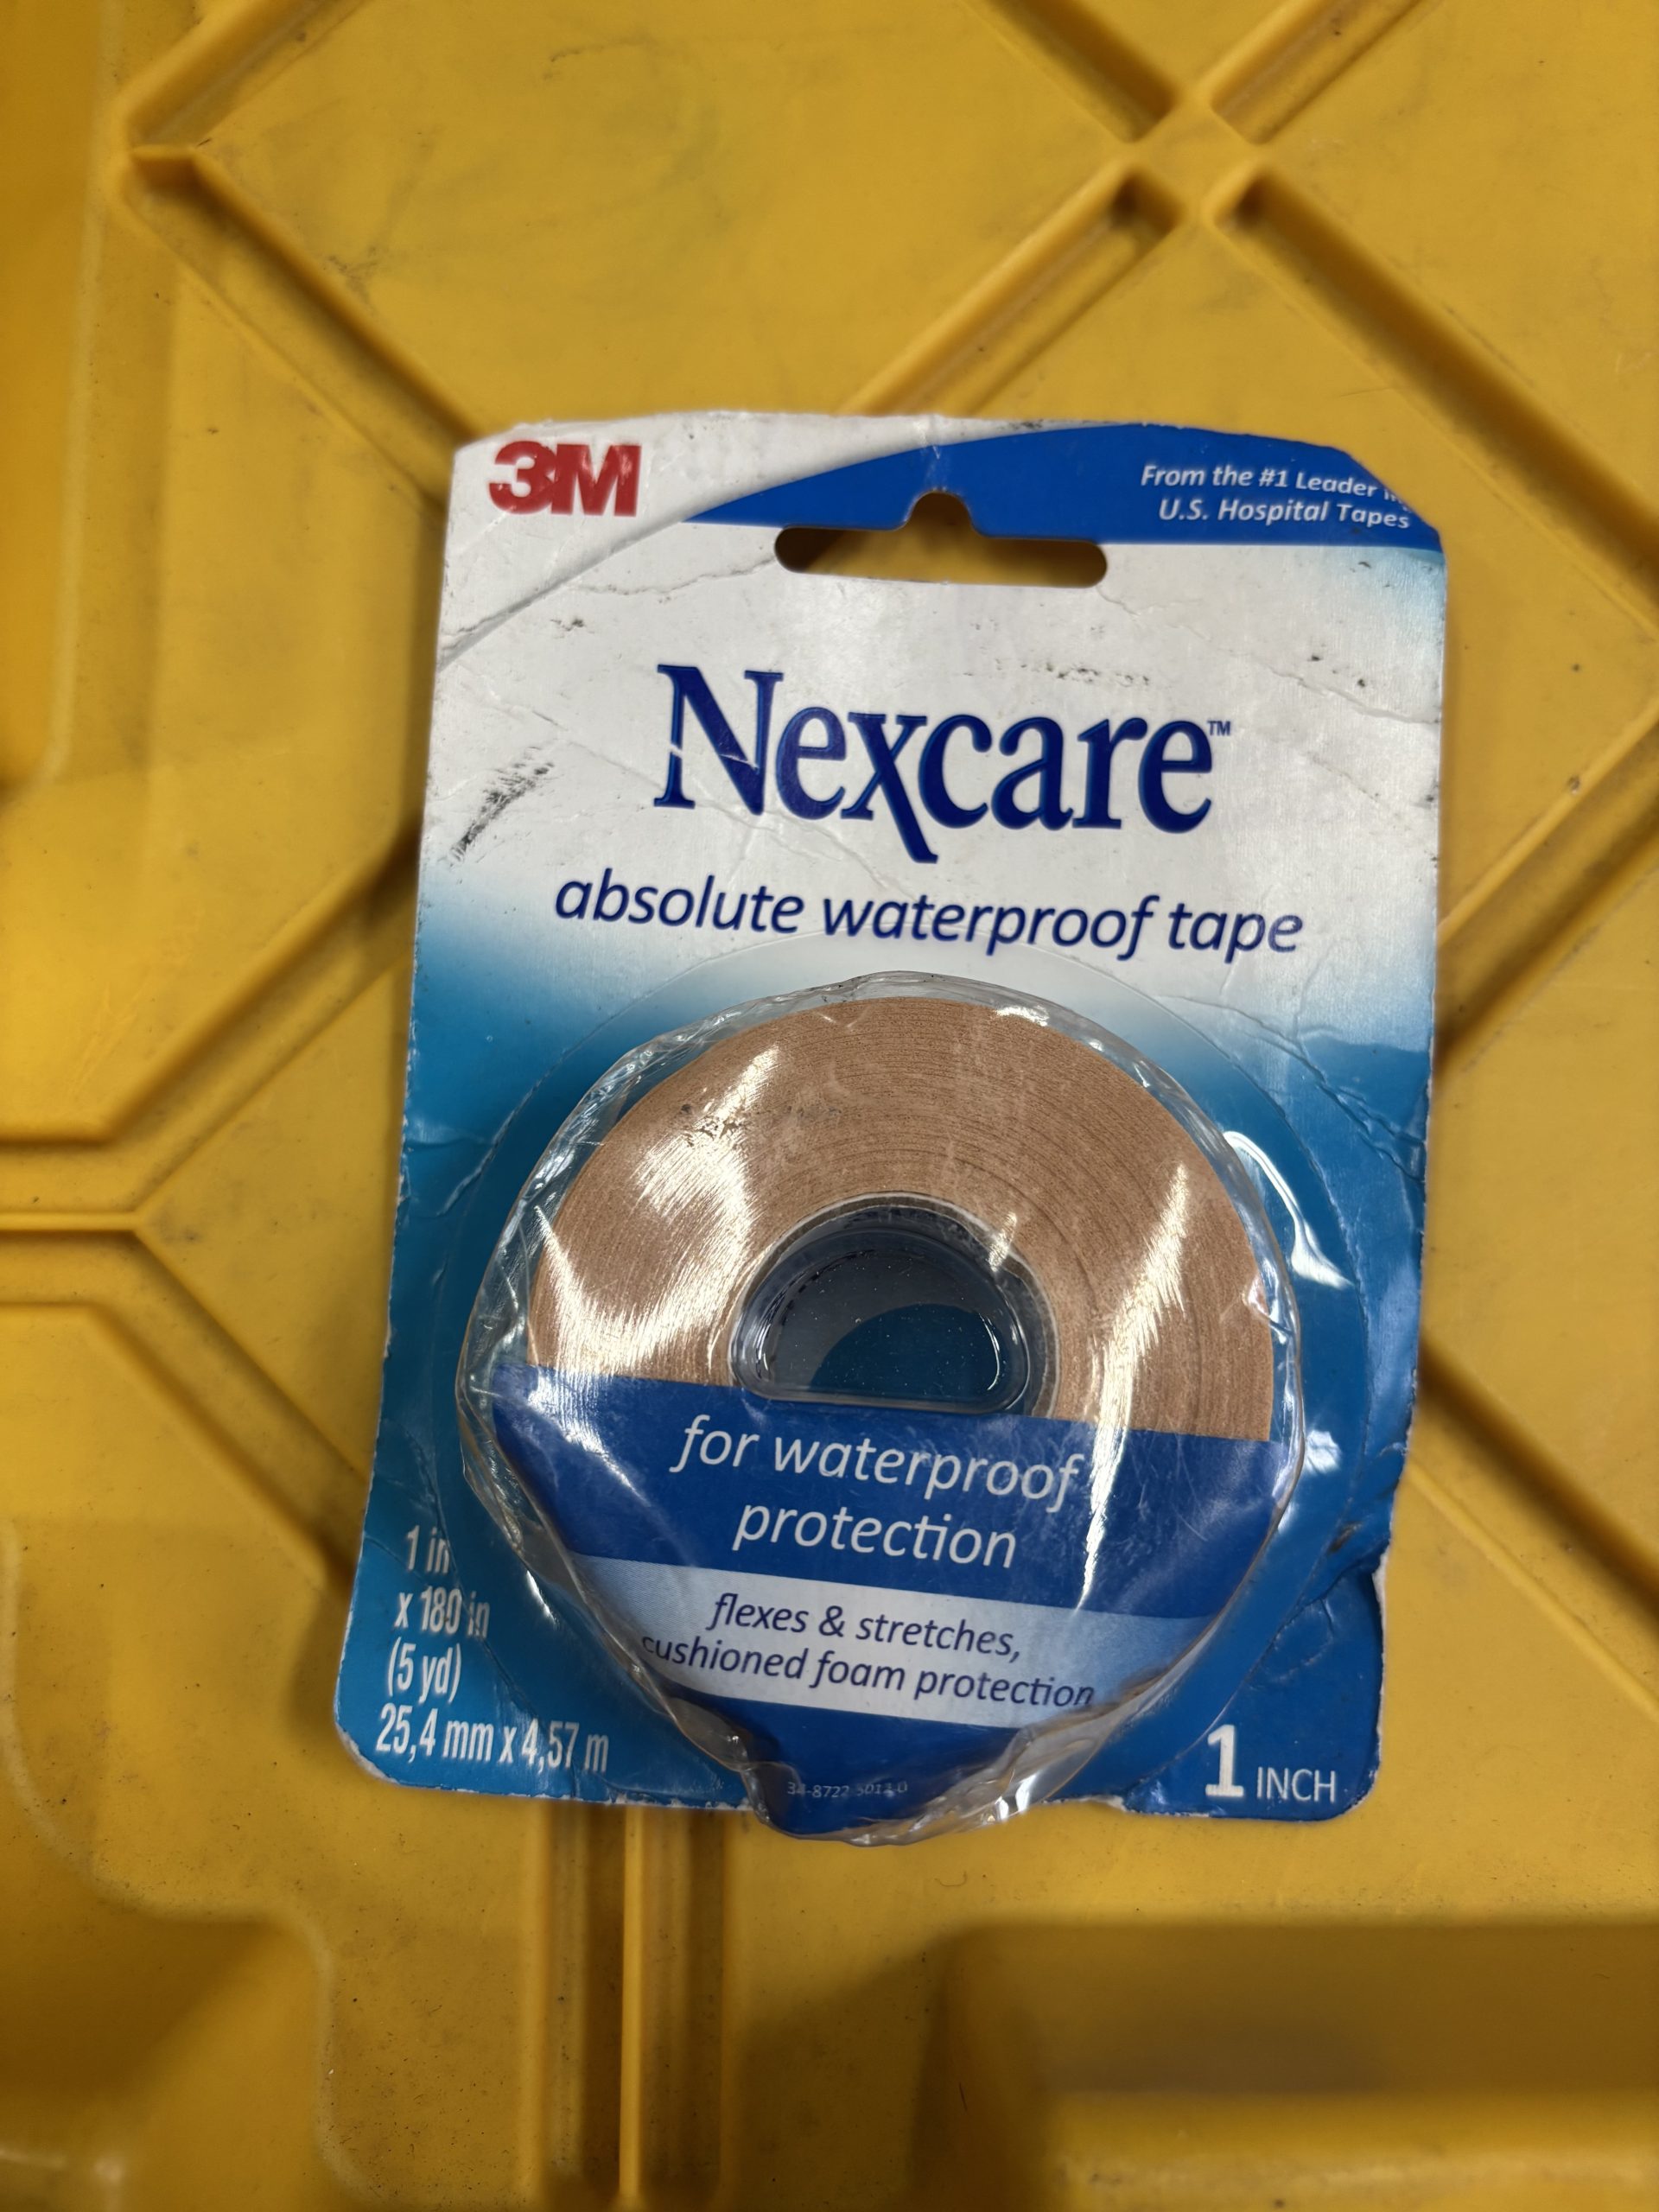 3M
From the #1 Leader
U.S. Hospital Tapes
Nexcare™
absolute waterproof tape
for waterproof
protection
flexes & stretches,
cushioned foam protection
1 in
x 180 in
(5 yd)
25,4 mm x 4,57 m
1 INCH